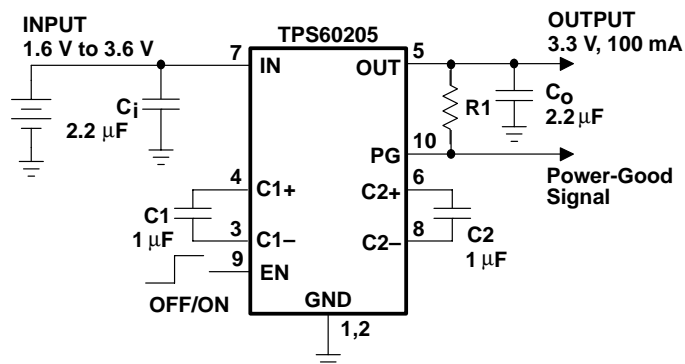 INPUT
1.6 V to 3.6 V
TPS60205
OUTPUT
3.3 V, 100 mA
7
IN
OUT
5
Ci
2.2 μF
R1
Co
2.2 μF
PG
10
Power-Good
Signal
4
C1+
C2+
6
C1
1 μF
3
C1−
C2−
8
C2
1 μF
9
EN
OFF/ON
GND
1,2